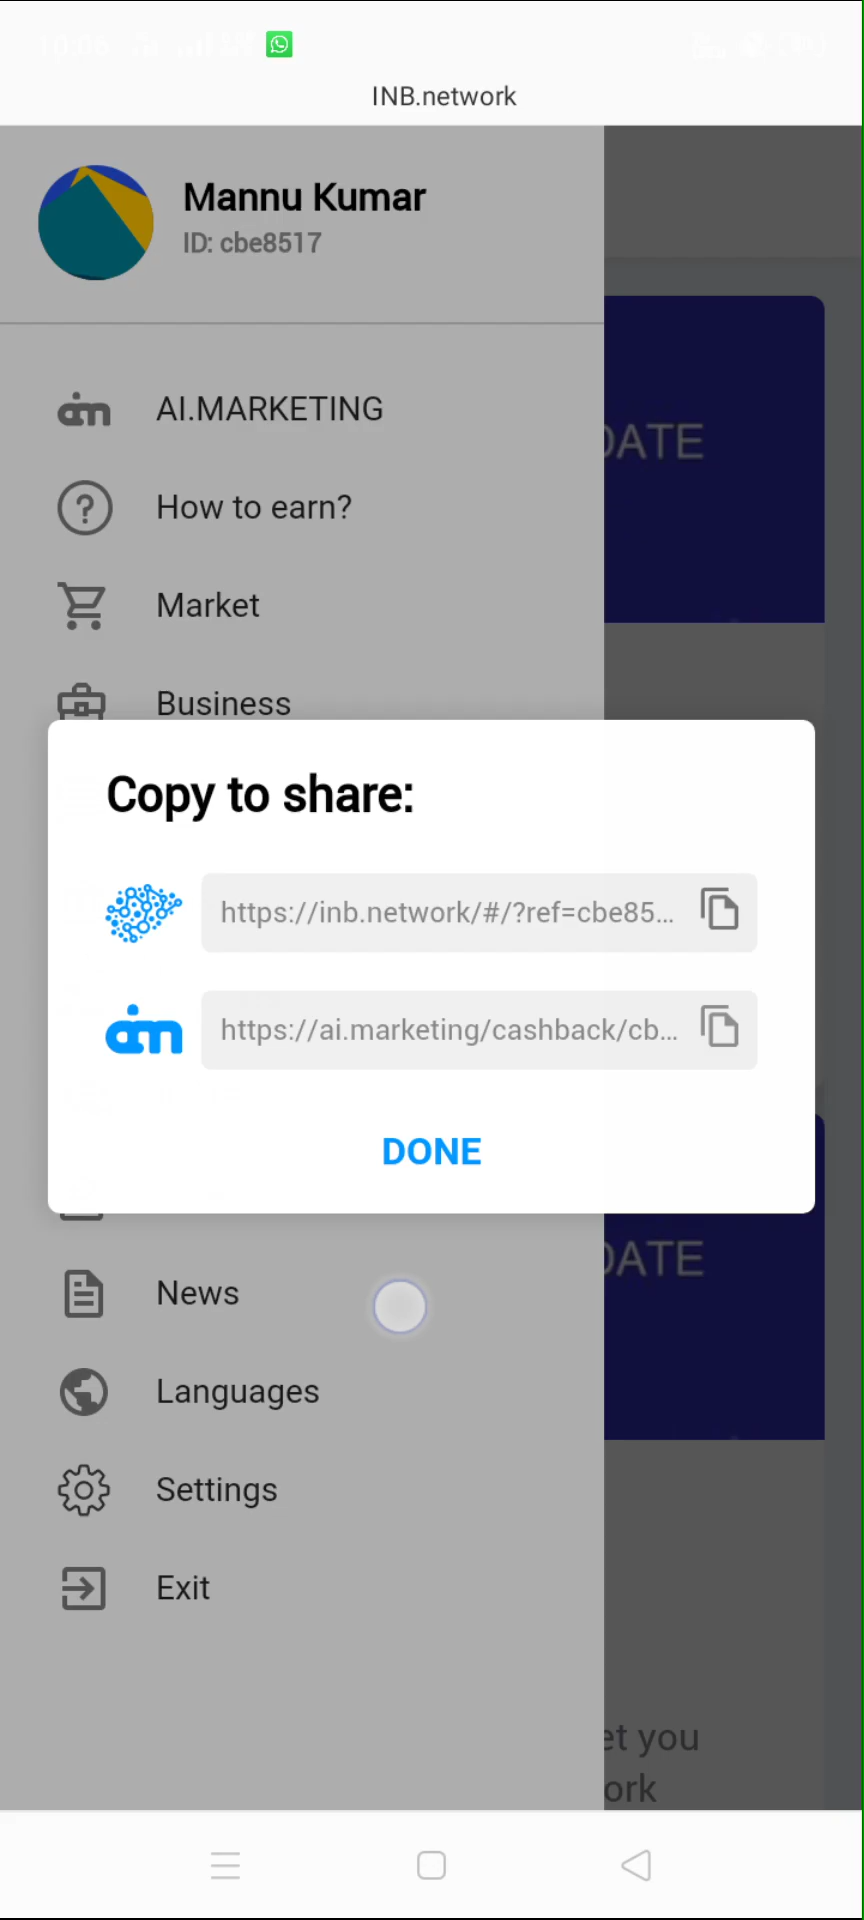 INB.network
Mannu Kumar
ID: cbe8517
AI.MARKETING
How to earn?
Market
Business
DATE
Copy to share:
https://inb.network/#/?ref=cbe85...
https://ai.marketing/cashback/cb...
DONE
DATE
News
Languages
Settings
Exit
et you
ork